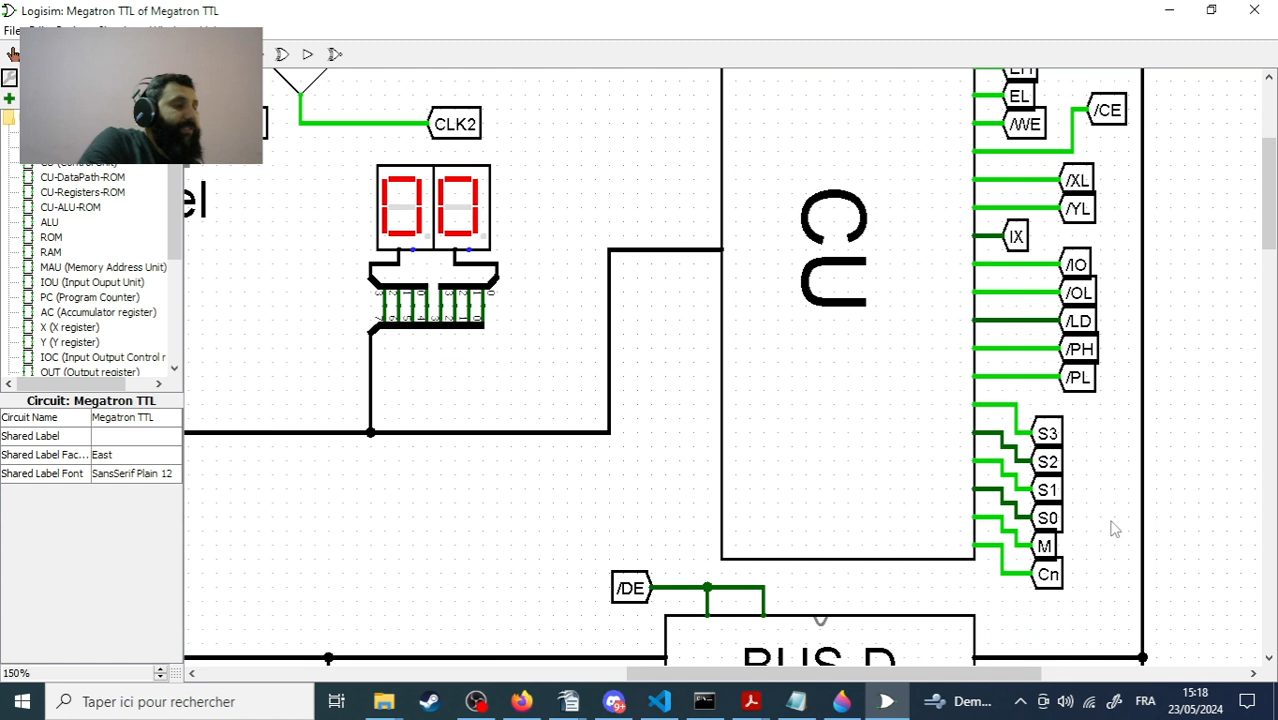 Logisim: Megatron TTL of Megatron TTL
CU-DataPath-ROM
CU-Registers-ROM
CU-ALU-ROM
ALU
ROM
RAM
MAU (Memory Address Unit)
IOU (Input Ouput Unit)
PC (Program Counter)
AC (Accumulator register)
X (X register)
Y (Y register)
IOC (Input Output Control r
OUT (Output register)
Circuit: Megatron TTL
Circuit Name Megatron TTL
Shared Label
Shared Label Fac... East
Shared Label Font SansSerif Plain 12
150%
el
CLK2
00
CU
EL
/WE
/CE
/XL
/YL
IX
/IO
/OL
/LD
/PH
/PL
S3
S2
S1
S0
M
Cn
/DE
BUS D
Taper ici pour rechercher
Dem...
FRA
15:18
23/05/2024